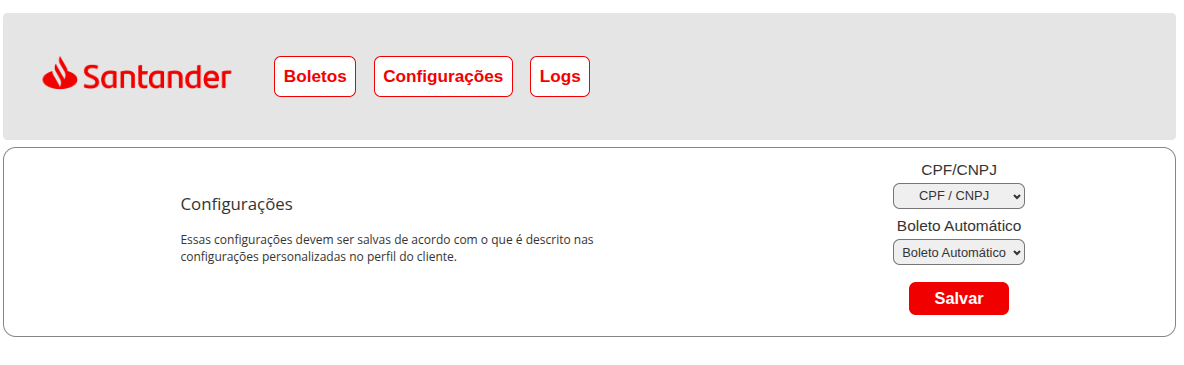 Santander
Boletos
Configurações
Logs
Configurações
Essas configurações devem ser salvas de acordo com o que é descrito nas
configurações personalizadas no perfil do cliente.
CPF/CNPJ
CPF / CNPJ
Boleto Automático
Boleto Automático
Salvar